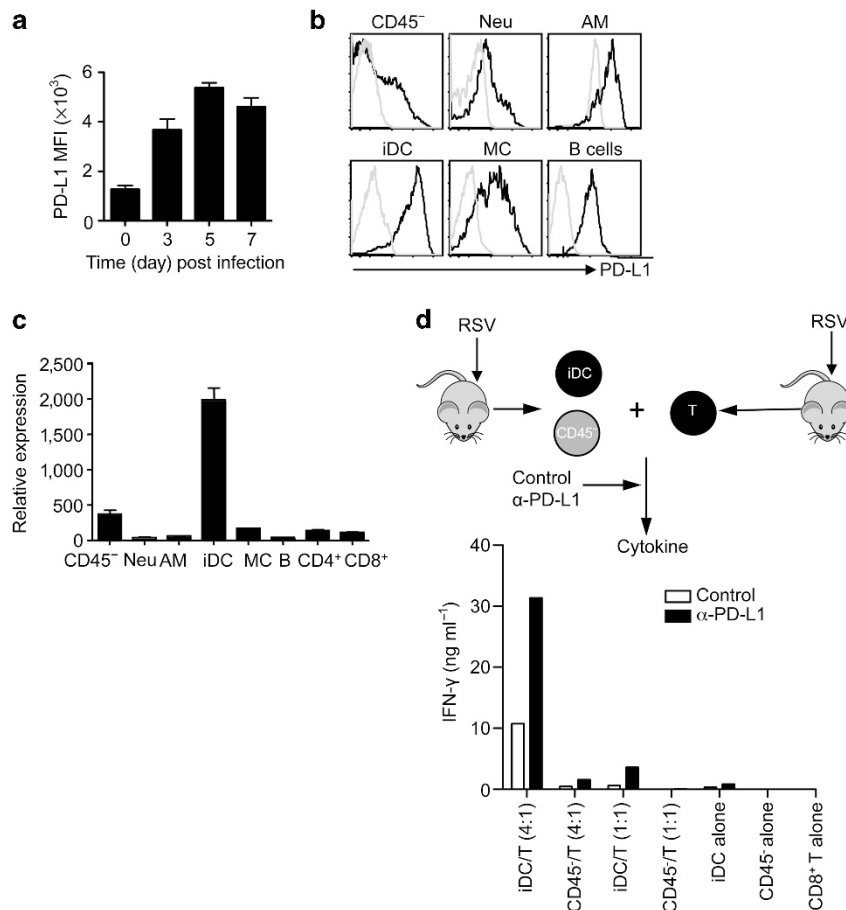 a
PD-L1 MFI (×10³)
6
4
2
0
0 3 5 7
Time (day) post infection
b
CD45⁻ Neu AM
iDC MC B cells
PD-L1
c
Relative expression
2,500
2,000
1,500
1,000
500
0
CD45⁻ Neu AM iDC MC B CD4⁺ CD8⁺
d
RSV RSV
iDC
CD45⁻ + T
Control
α-PD-L1
Cytokine
Control
α-PD-L1
IFN-γ (ng ml⁻¹)
40
30
20
10
0
iDC/T (4:1)
CD45⁻/T (4:1)
iDC/T (1:1)
CD45⁻/T (1:1)
iDC alone
CD45⁻ alone
CD8⁺ T alone